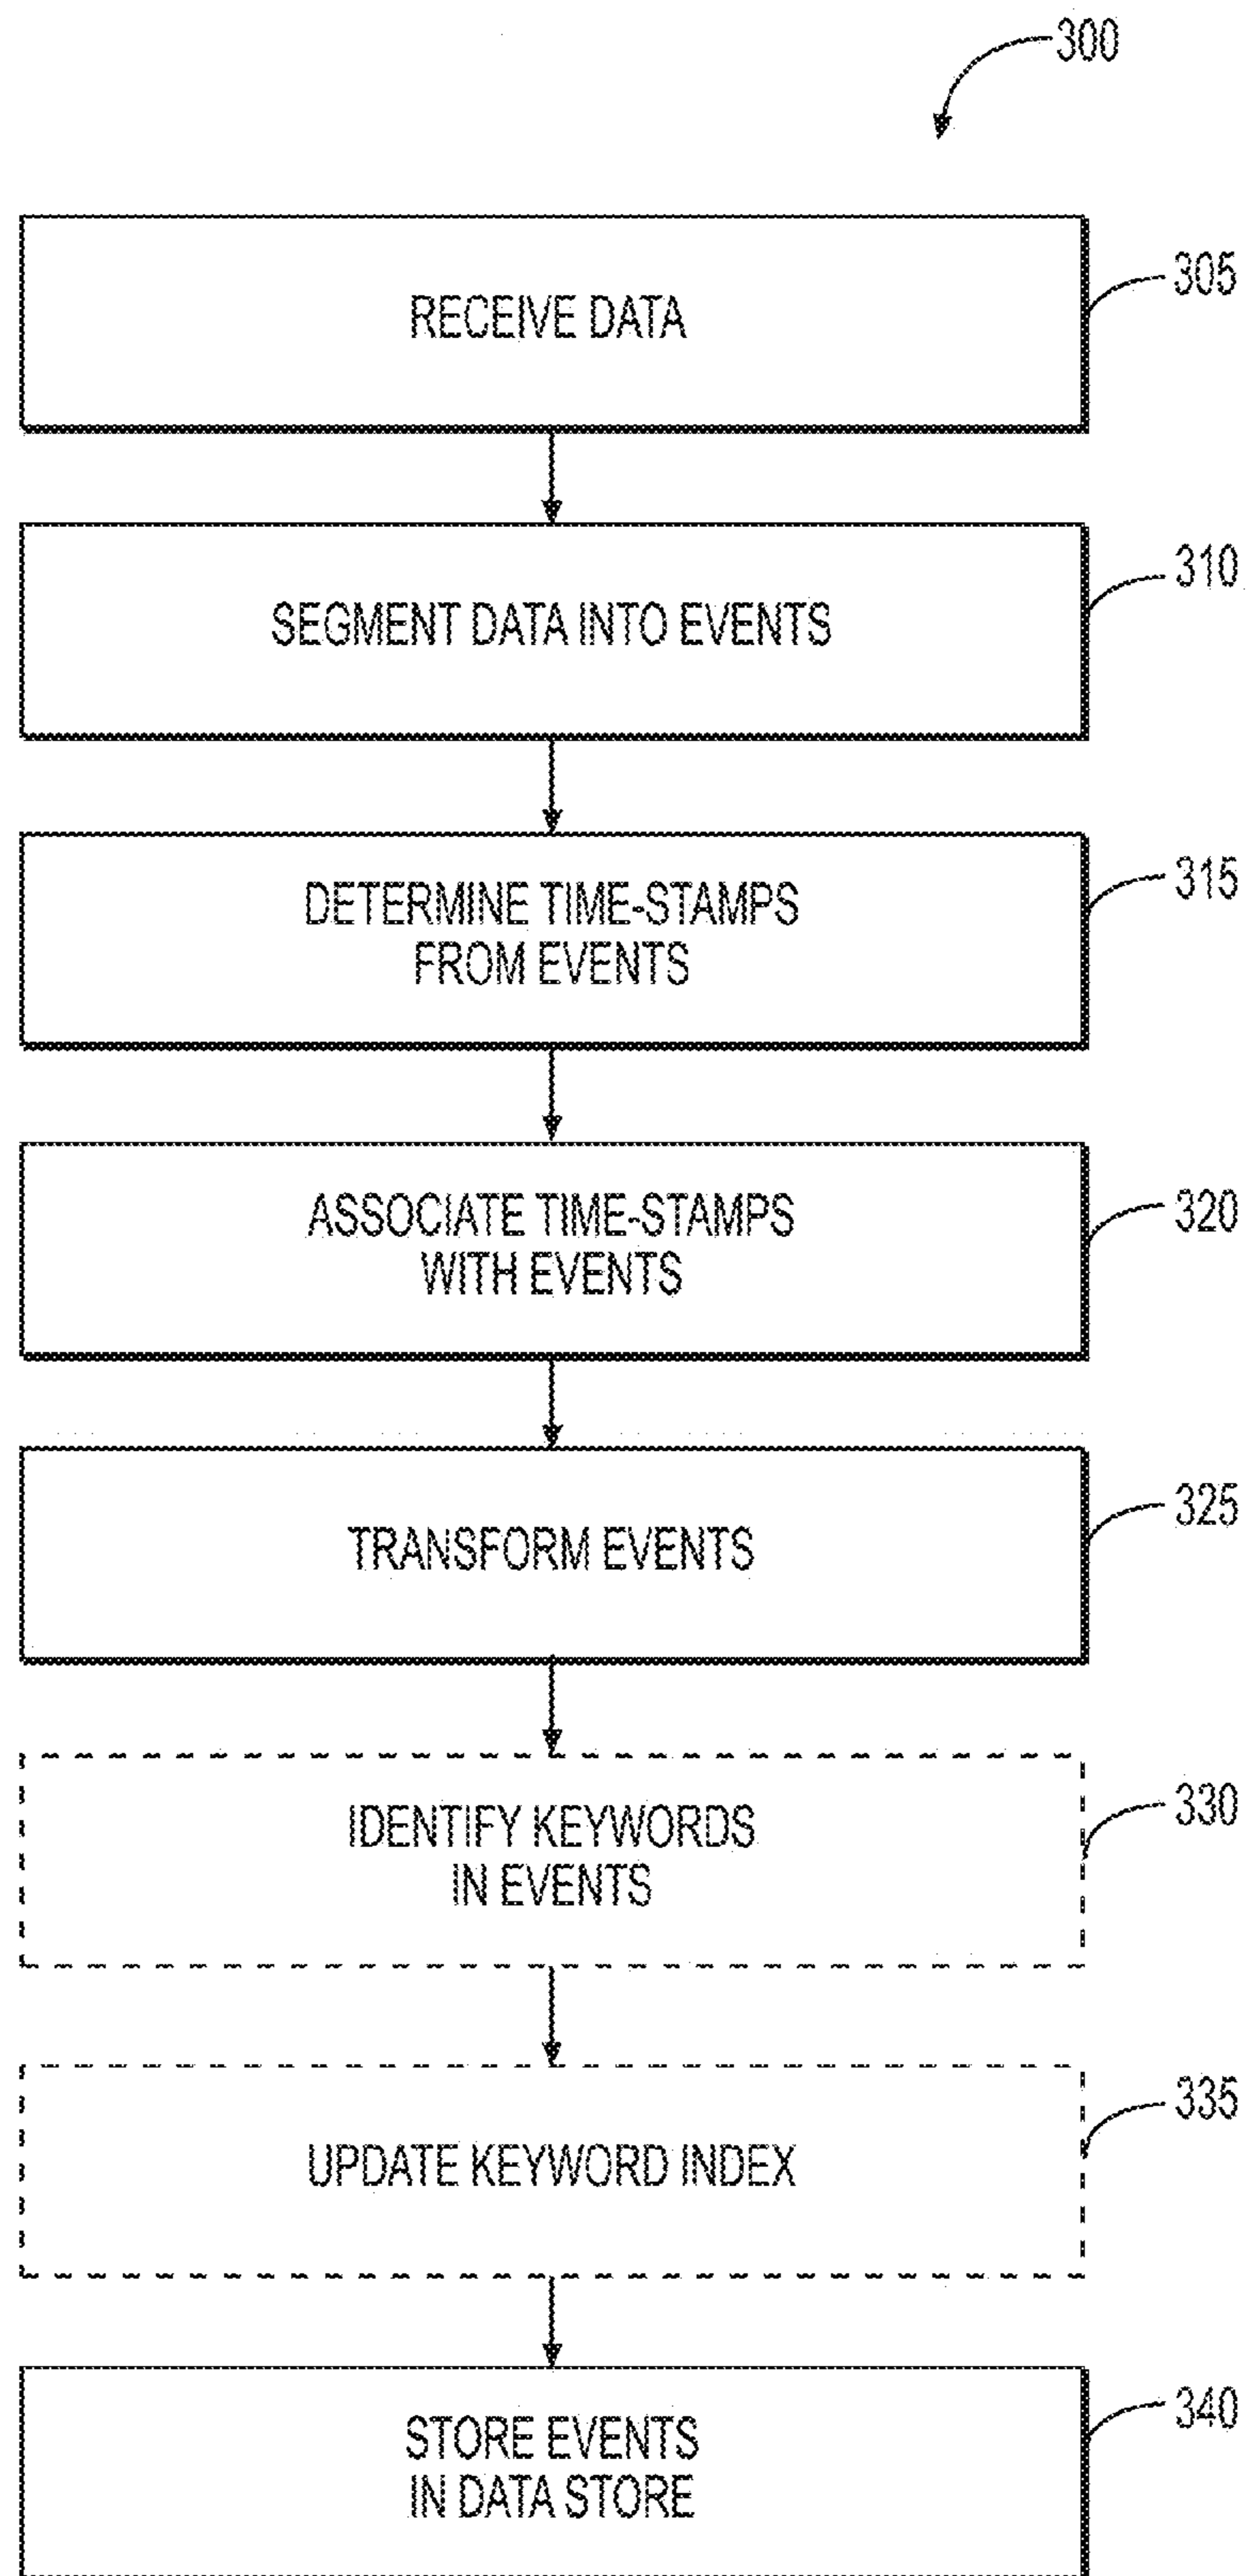 300
RECEIVE DATA
305
SEGMENT DATA INTO EVENTS
310
DETERMINE TIME-STAMPS
FROM EVENTS
315
ASSOCIATE TIME-STAMPS
WITH EVENTS
320
TRANSFORM EVENTS
325
IDENTIFY KEYWORDS
IN EVENTS
330
UPDATE KEYWORD INDEX
335
STORE EVENTS
IN DATA STORE
340